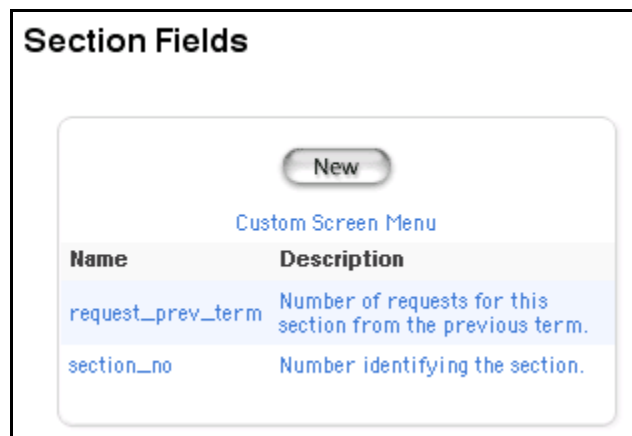 Section Fields
New
Custom Screen Menu
Name Description
request_prev_term Number of requests for this
section from the previous term.
section_no Number identifying the section.